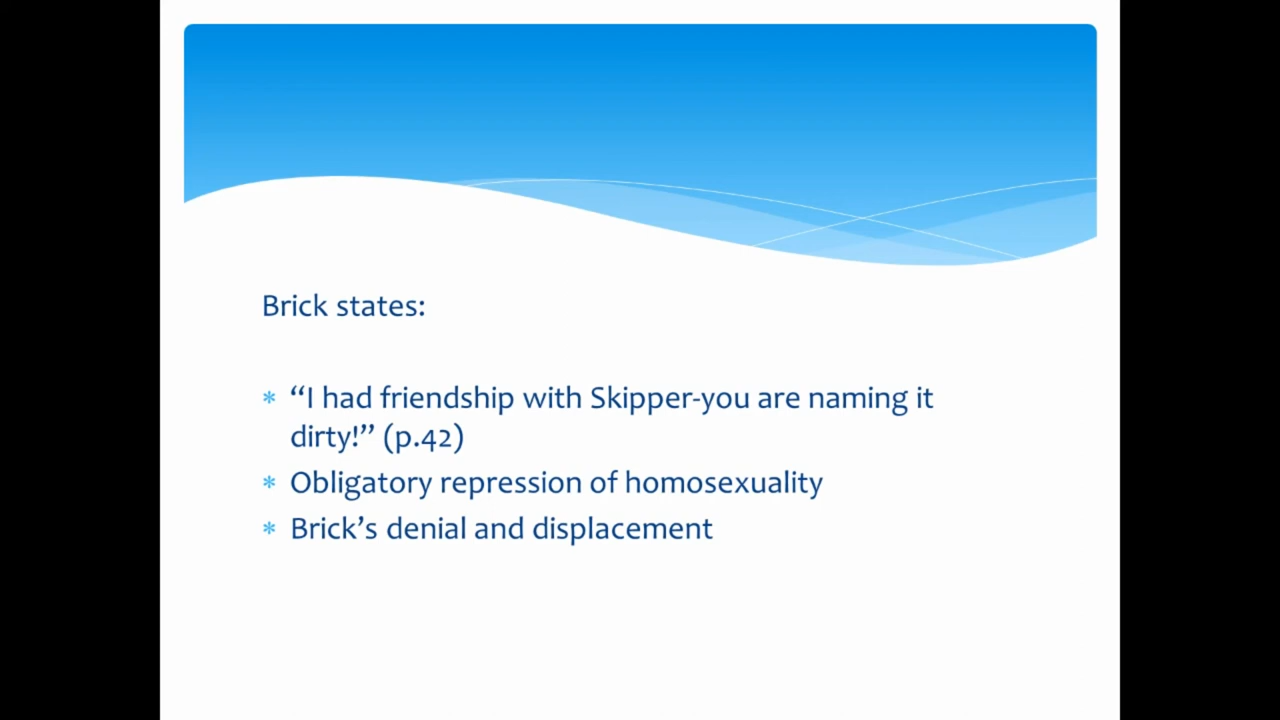 Brick states:
* “I had friendship with Skipper-you are naming it
dirty!” (p.42)
* Obligatory repression of homosexuality
* Brick’s denial and displacement